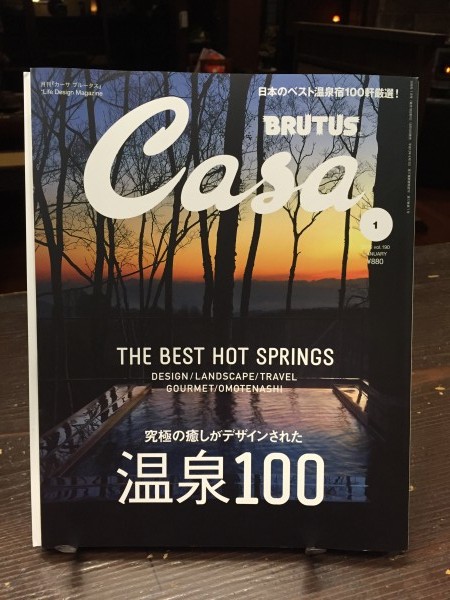 月刊『カーサ ブルータス』
"Life Design Magazine
日本のベスト温泉宿100軒厳選！
BRUTUS
Casa
1
vol. 190
¥880
THE BEST HOT SPRINGS
DESIGN/LANDSCAPE/TRAVEL
GOURMET/OMOTENASHI
究極の癒しがデザインされた
温泉100